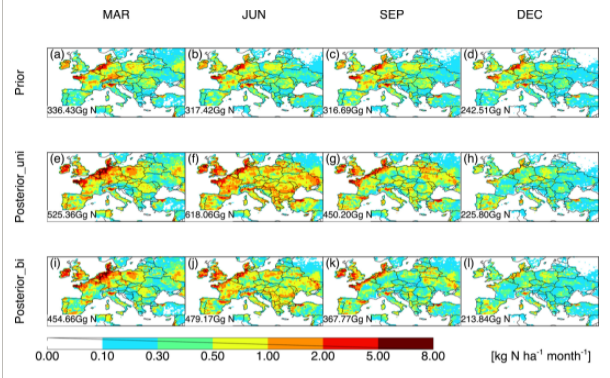 MAR JUN SEP DEC
Prior
(a) (b) (c) (d)
336.43Gg N 317.42Gg N 316.69Gg N 242.51Gg N
Posterior_uni
(e) (f) (g) (h)
525.36Gg N 618.06Gg N 450.20Gg N 225.80Gg N
Posterior_bi
(i) (j) (k) (l)
454.66Gg N 479.17Gg N 367.77Gg N 213.84Gg N
0.00 0.10 0.30 0.50 1.00 2.00 5.00 8.00 [kg N ha⁻¹ month⁻¹]